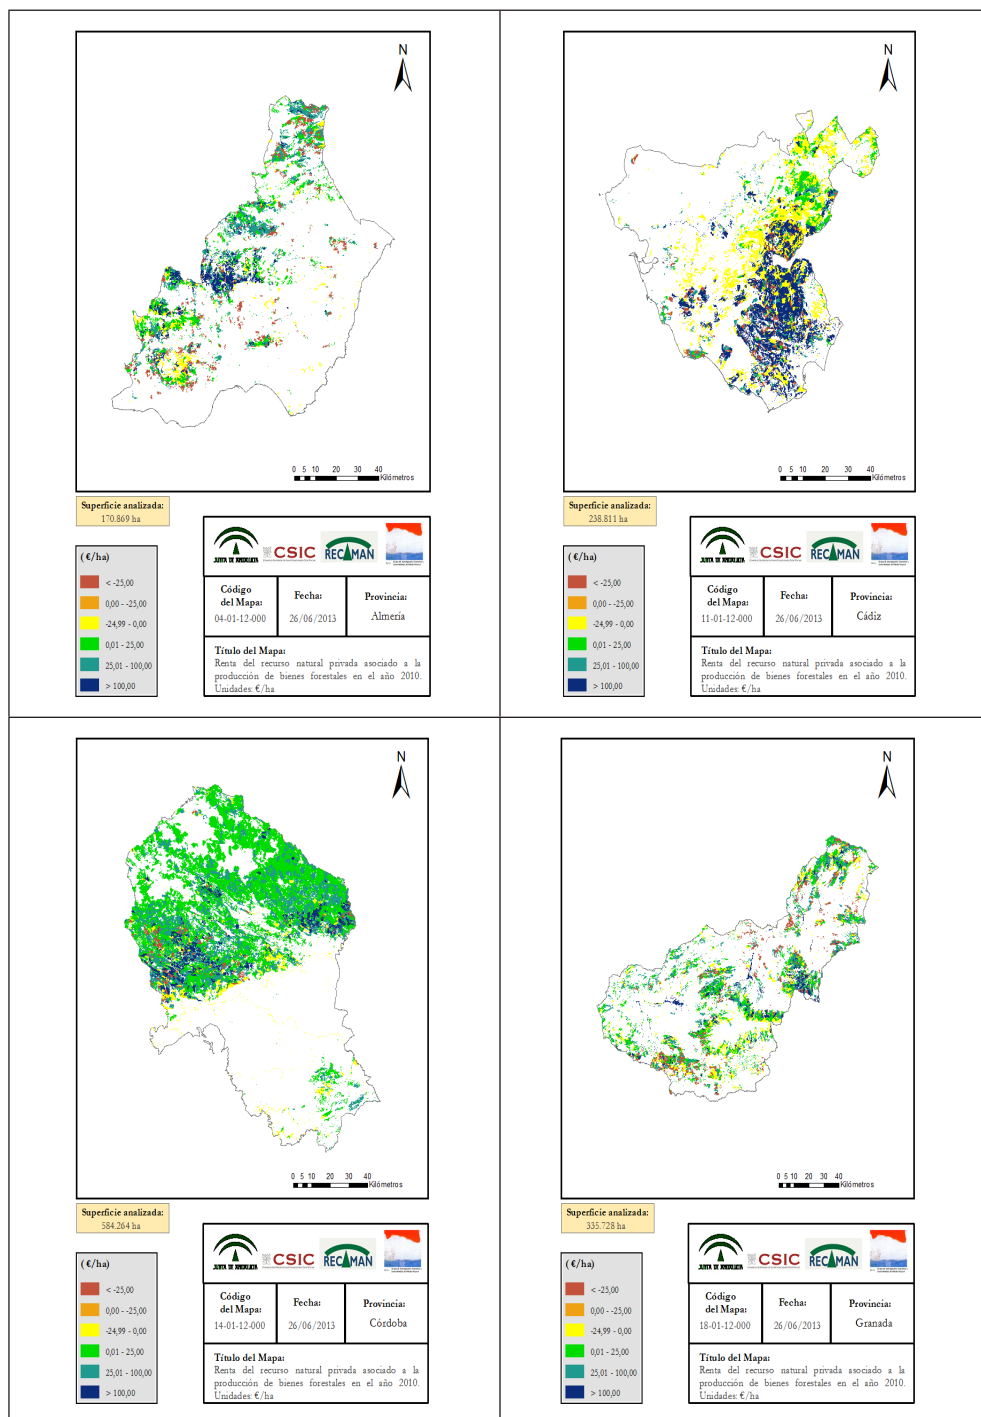 N
0 5 10 20 30 40
Kilómetros
Superficie analizada:
170.869 ha
( €/ha)
< -25,00
0,00 - -25,00
-24,99 - 0,00
0,01 - 25,00
25,01 - 100,00
> 100,00
JUNTA DE ANDALUCIA
CSIC
RECAMAN
Código
del Mapa:
04-01-12-000
Fecha:
26/06/2013
Provincia:
Almería
Título del Mapa:
Renta del recurso natural privada asociado a la
producción de bienes forestales en el año 2010.
Unidades: €/ha
N
0 5 10 20 30 40
Kilómetros
Superficie analizada:
238.811 ha
( €/ha)
< -25,00
0,00 - -25,00
-24,99 - 0,00
0,01 - 25,00
25,01 - 100,00
> 100,00
JUNTA DE ANDALUCIA
CSIC
RECAMAN
Código
del Mapa:
11-01-12-000
Fecha:
26/06/2013
Provincia:
Cádiz
Título del Mapa:
Renta del recurso natural privada asociado a la
producción de bienes forestales en el año 2010.
Unidades: €/ha
N
0 5 10 20 30 40
Kilómetros
Superficie analizada:
584.264 ha
( €/ha)
< -25,00
0,00 - -25,00
-24,99 - 0,00
0,01 - 25,00
25,01 - 100,00
> 100,00
JUNTA DE ANDALUCIA
CSIC
RECAMAN
Código
del Mapa:
14-01-12-000
Fecha:
26/06/2013
Provincia:
Córdoba
Título del Mapa:
Renta del recurso natural privada asociado a la
producción de bienes forestales en el año 2010.
Unidades: €/ha
N
0 5 10 20 30 40
Kilómetros
Superficie analizada:
335.728 ha
( €/ha)
< -25,00
0,00 - -25,00
-24,99 - 0,00
0,01 - 25,00
25,01 - 100,00
> 100,00
JUNTA DE ANDALUCIA
CSIC
RECAMAN
Código
del Mapa:
18-01-12-000
Fecha:
26/06/2013
Provincia:
Granada
Título del Mapa:
Renta del recurso natural privada asociado a la
producción de bienes forestales en el año 2010.
Unidades: €/ha